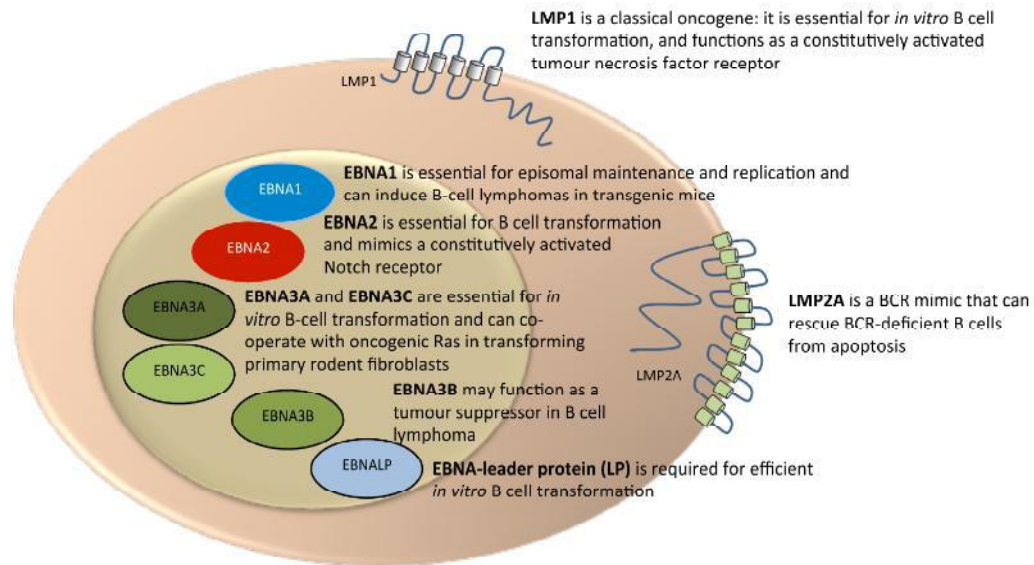 LMP1 is a classical oncogene: it is essential for in vitro B cell
transformation, and functions as a constitutively activated
tumour necrosis factor receptor
LMP1
EBNA1
EBNA1 is essential for episomal maintenance and replication and
can induce B-cell lymphomas in transgenic mice
EBNA2
EBNA2 is essential for B cell transformation
and mimics a constitutively activated
Notch receptor
EBNA3A
EBNA3A and EBNA3C are essential for in
vitro B-cell transformation and can co-
operate with oncogenic Ras in transforming
primary rodent fibroblasts
EBNA3C
LMP2A is a BCR mimic that can
rescue BCR-deficient B cells
from apoptosis
LMP2A
EBNA3B
EBNA3B may function as a
tumour suppressor in B cell
lymphoma
EBNALP
EBNA-leader protein (LP) is required for efficient
in vitro B cell transformation